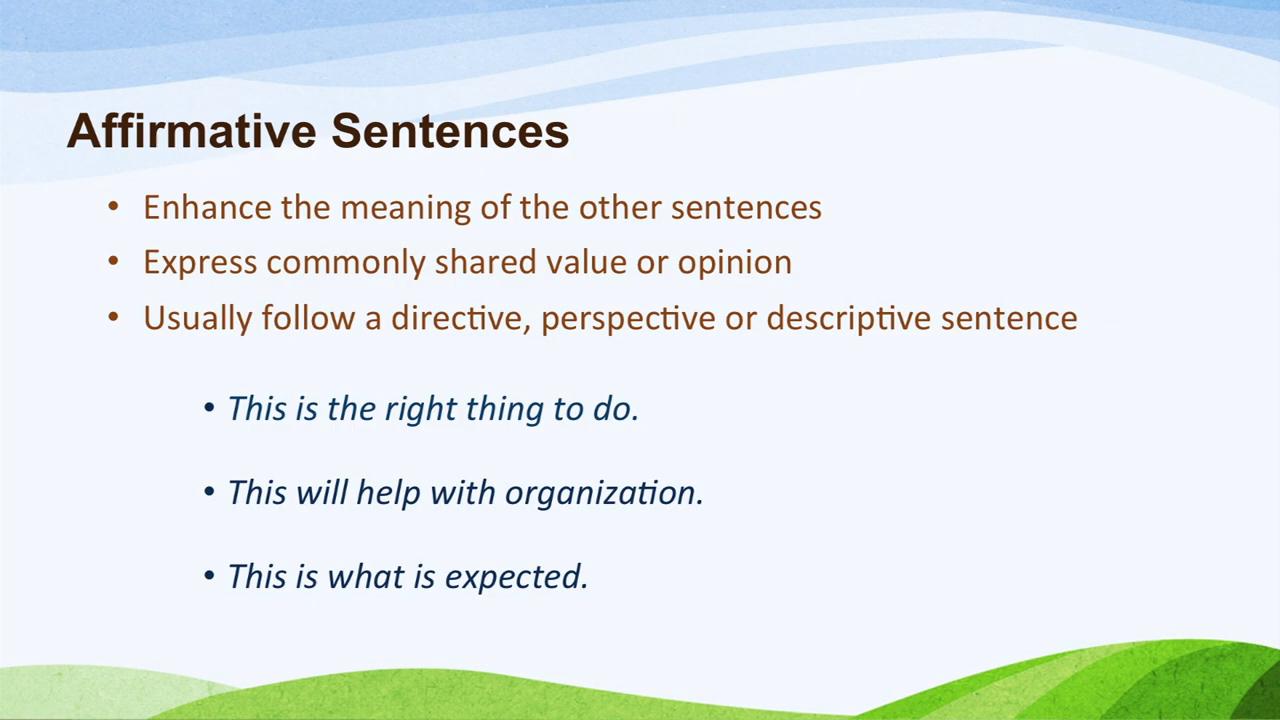 Affirmative Sentences
• Enhance the meaning of the other sentences
• Express commonly shared value or opinion
• Usually follow a directive, perspective or descriptive sentence
• This is the right thing to do.
• This will help with organization.
• This is what is expected.